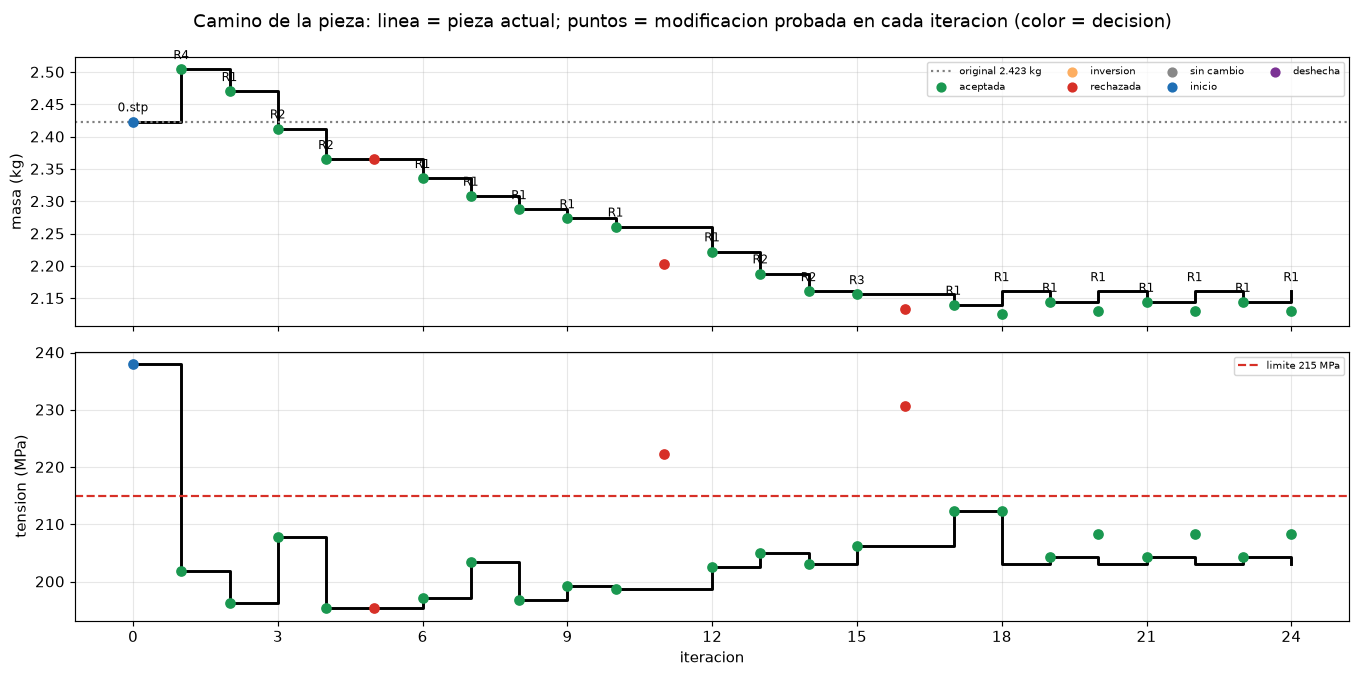 Camino de la pieza: linea = pieza actual; puntos = modificacion probada en cada iteracion (color = decision)
original 2.423 kg
aceptada
inversion
rechazada
sin cambio
inicio
deshecha
masa (kg)
2.50
2.45
2.40
2.35
2.30
2.25
2.20
2.15
0.stp
R4
R1
R2
R2
R1
R1
R1
R1
R1
R1
R2
R2
R3
R1
R1
R1
R1
R1
R1
R1
R1
limite 215 MPa
tension (MPa)
240
230
220
210
200
0
3
6
9
12
15
18
21
24
iteracion